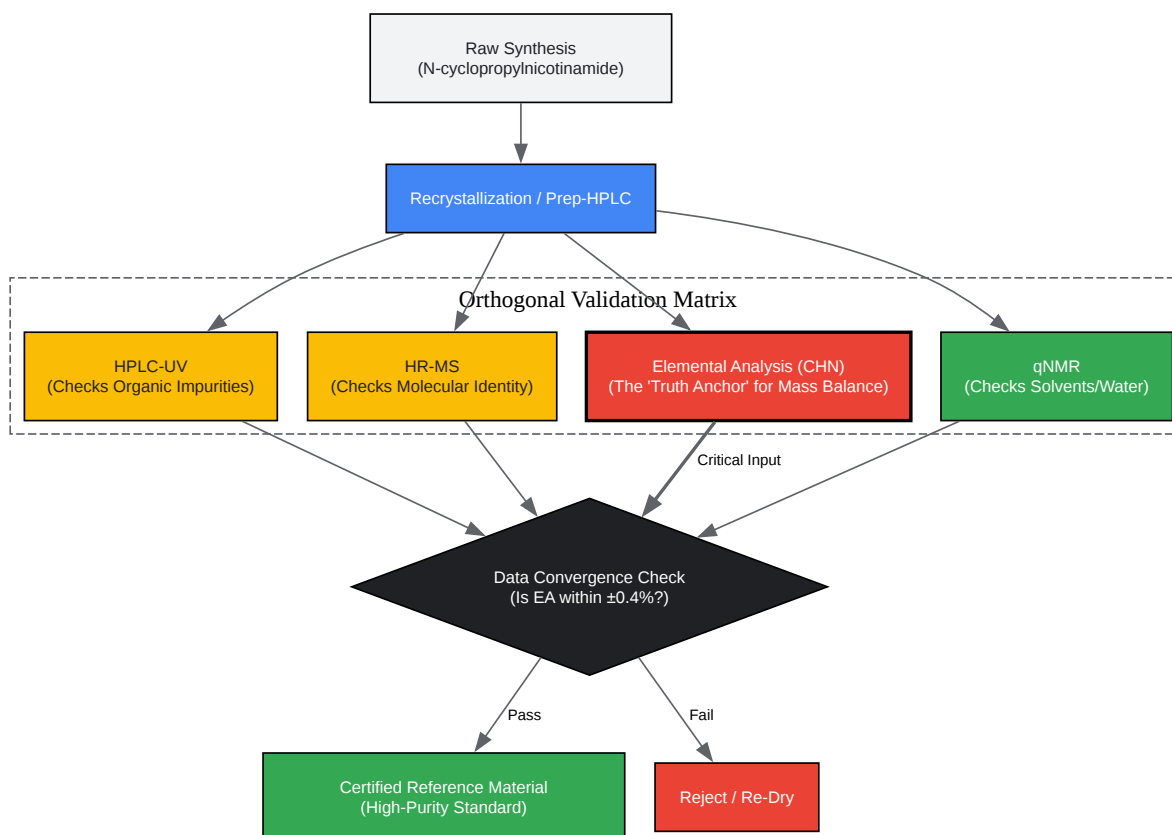 Raw Synthesis
(N-cyclopropylnicotinamide)
Recrystallization / Prep-HPLC
Orthogonal Validation Matrix
HPLC-UV
(Checks Organic Impurities)
HR-MS
(Checks Molecular Identity)
Elemental Analysis (CHN)
(The 'Truth Anchor' for Mass Balance)
qNMR
(Checks Solvents/Water)
Critical Input
Data Convergence Check
(Is EA within ±0.4%?)
Pass
Fail
Certified Reference Material
(High-Purity Standard)
Reject / Re-Dry